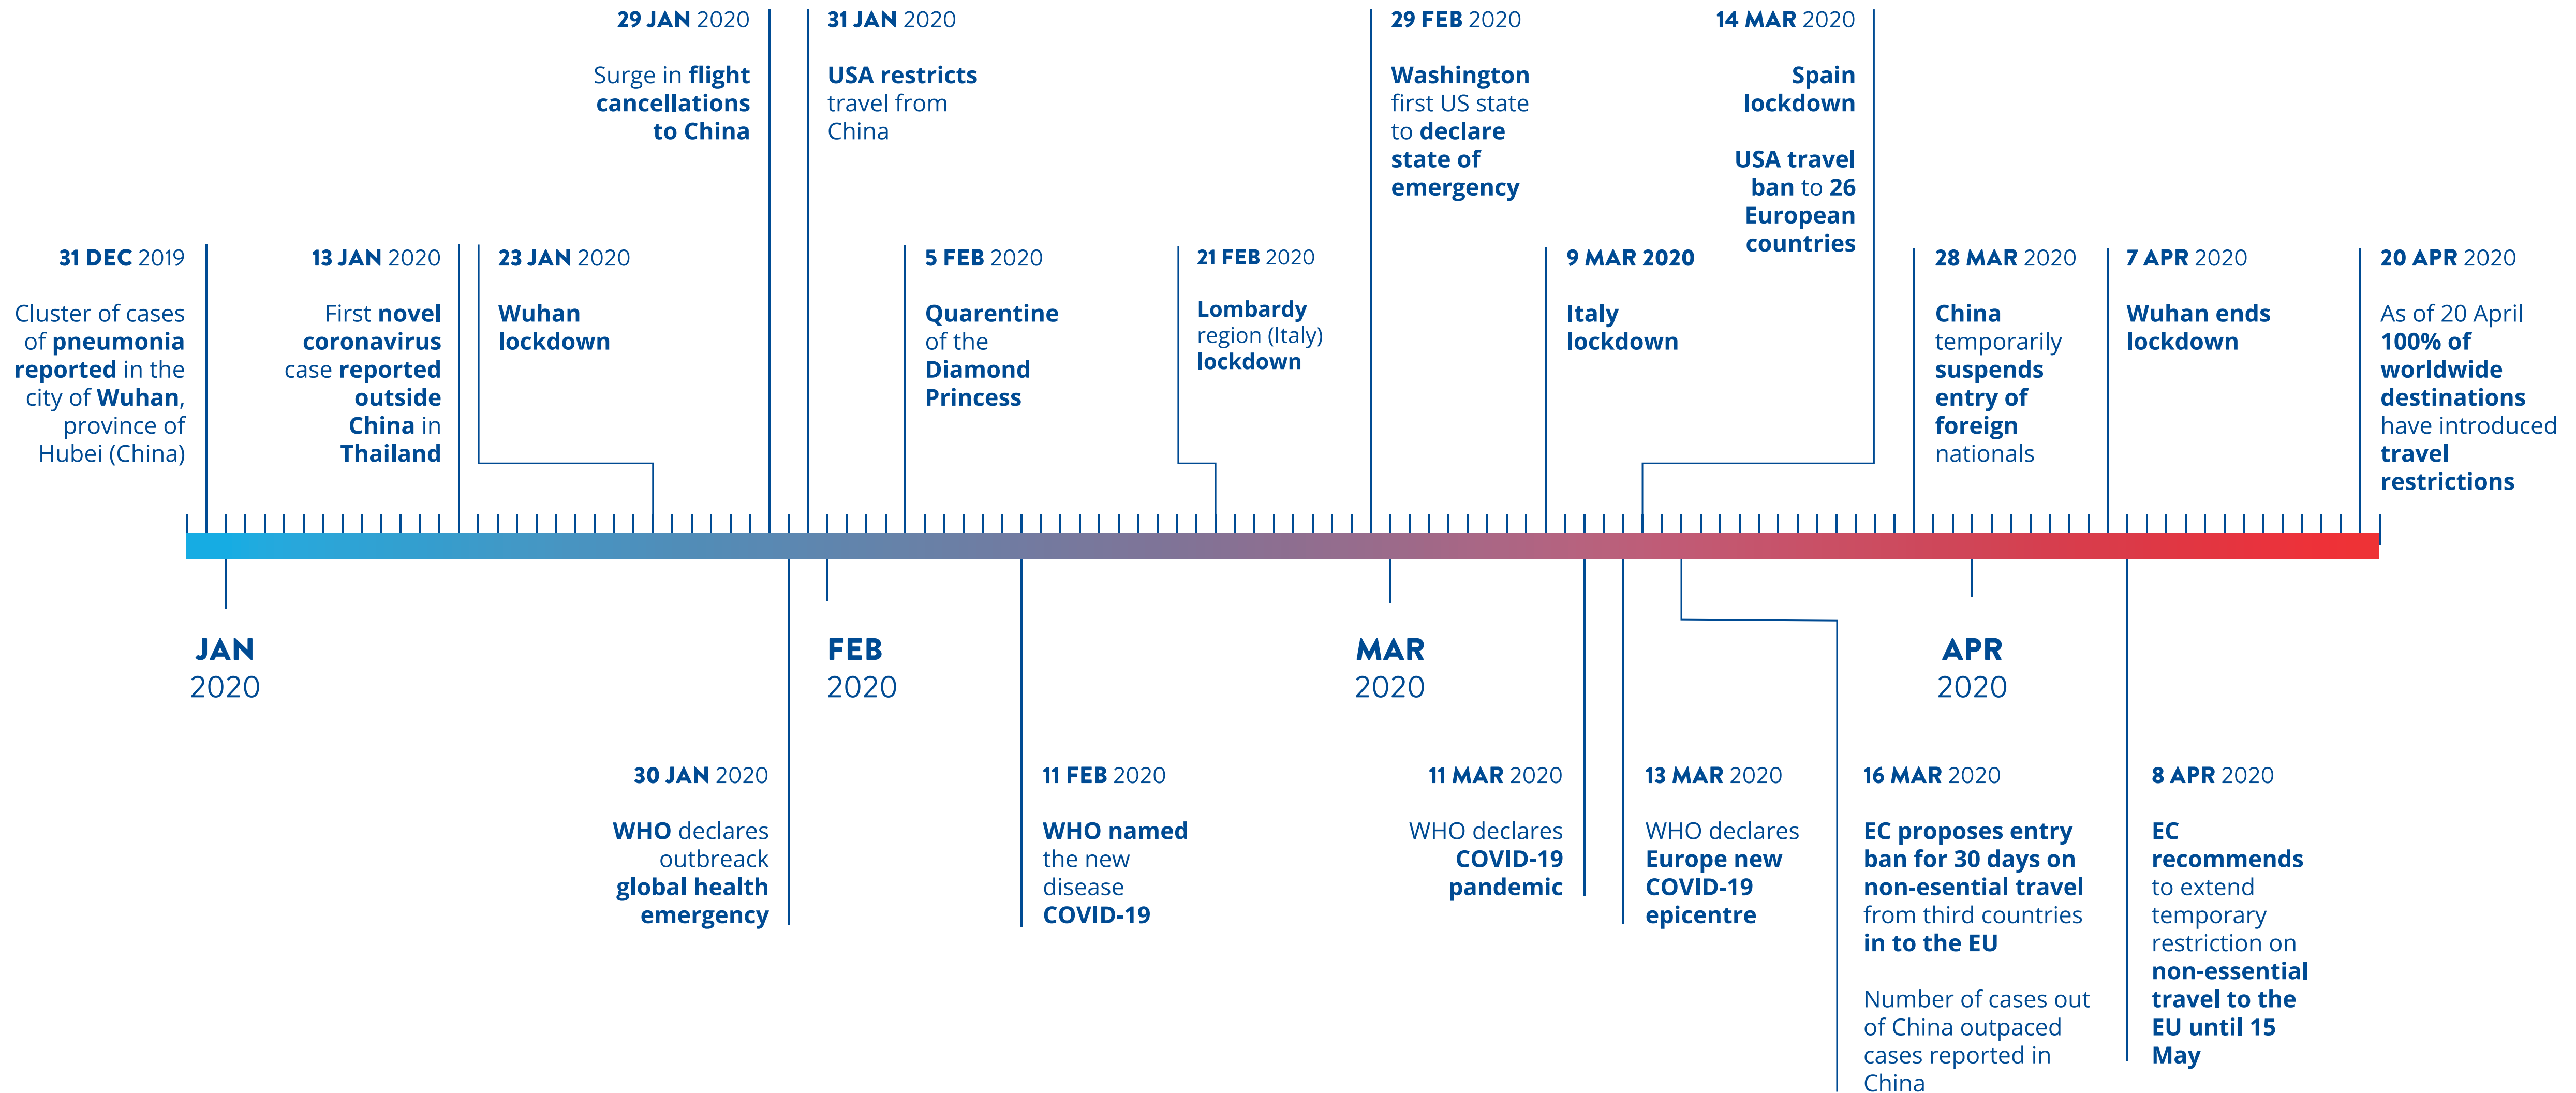 29 JAN 2020
Surge in flight
cancellations
to China
31 JAN 2020
USA restricts
travel from
China
29 FEB 2020
Washington
first US state
to declare
state of
emergency
14 MAR 2020
Spain
lockdown
USA travel
ban to 26
European
countries
31 DEC 2019
Cluster of cases
of pneumonia
reported in the
city of Wuhan,
province of
Hubei (China)
13 JAN 2020
First novel
coronavirus
case reported
outside
China in
Thailand
23 JAN 2020
Wuhan
lockdown
5 FEB 2020
Quarentine
of the
Diamond
Princess
21 FEB 2020
Lombardy
region (Italy)
lockdown
9 MAR 2020
Italy
lockdown
28 MAR 2020
China
temporarily
suspends
entry of
foreign
nationals
7 APR 2020
Wuhan ends
lockdown
20 APR 2020
As of 20 April
100% of
worldwide
destinations
have introduced
travel
restrictions
JAN
2020
FEB
2020
MAR
2020
APR
2020
30 JAN 2020
WHO declares
outbreack
global health
emergency
11 FEB 2020
WHO named
the new
disease
COVID-19
11 MAR 2020
WHO declares
COVID-19
pandemic
13 MAR 2020
WHO declares
Europe new
COVID-19
epicentre
16 MAR 2020
EC proposes entry
ban for 30 days on
non-esential travel
from third countries
in to the EU
Number of cases out
of China outpaced
cases reported in
China
8 APR 2020
EC
recommends
to extend
temporary
restriction on
non-essential
travel to the
EU until 15
May